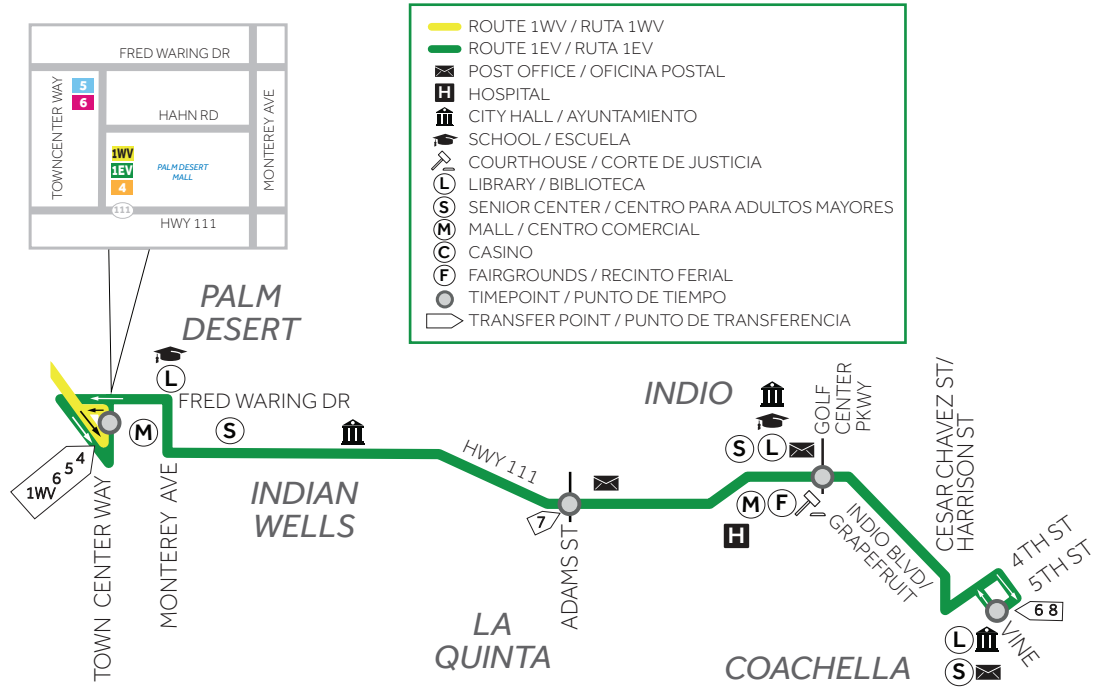 FRED WARING DR
TOWNCENTER WAY
5
6
HAHN RD
MONTEREY AVE
1WV
1EV
4
PALM DESERT
MALL
111
HWY 111
ROUTE 1WV / RUTA 1WV
ROUTE 1EV / RUTA 1EV
POST OFFICE / OFICINA POSTAL
H HOSPITAL
CITY HALL / AYUNTAMIENTO
SCHOOL / ESCUELA
COURTHOUSE / CORTE DE JUSTICIA
L LIBRARY / BIBLIOTECA
S SENIOR CENTER / CENTRO PARA ADULTOS MAYORES
M MALL / CENTRO COMERCIAL
C CASINO
F FAIRGROUNDS / RECINTO FERIAL
TIMEPOINT / PUNTO DE TIEMPO
TRANSFER POINT / PUNTO DE TRANSFERENCIA
PALM
DESERT
L
FRED WARING DR
M
S
1WV 6 5 4
TOWN CENTER WAY
MONTEREY AVE
INDIAN
WELLS
HWY 111
7
ADAMS ST
LA
QUINTA
INDIO
S L
M F
H
GOLF
CENTER
PKWY
INDIO BLVD/
GRAPEFRUIT
CESAR CHAVEZ ST/
HARRISON ST
4TH ST
5TH ST
6 8
VINE
L
S
COACHELLA